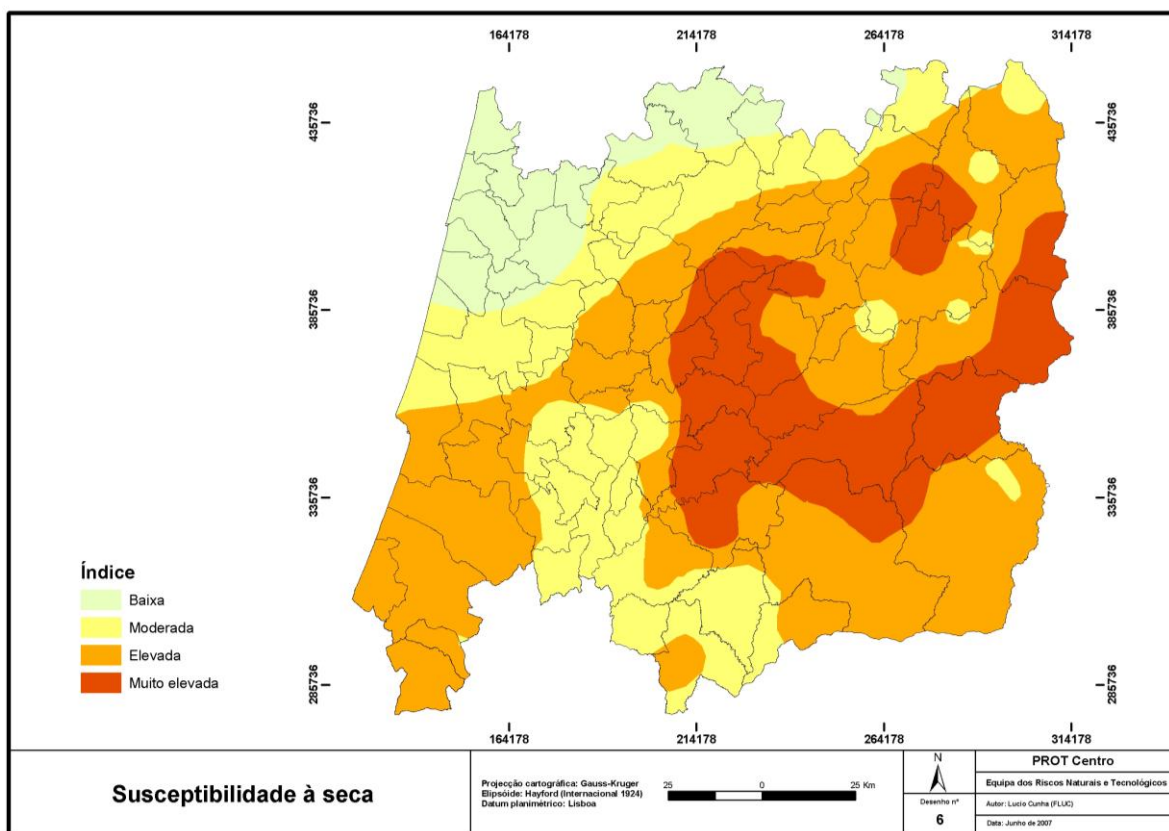 164178 214178 264178 314178
435736 435736
385736 385736
335736 335736
285736 285736
Índice
Baixa
Moderada
Elevada
Muito elevada
164178 214178 264178 314178
Susceptibilidade à seca
Projecção cartográfica: Gauss-Kruger
Elipsóide: Hayford (Internacional 1924)
Datum planimétrico: Lisboa
25 0 25 Km
N
Desenho nº
6
PROT Centro
Equipa dos Riscos Naturais e Tecnológicos
Autor: Lucio Cunha (FLUC)
Data: Junho de 2007